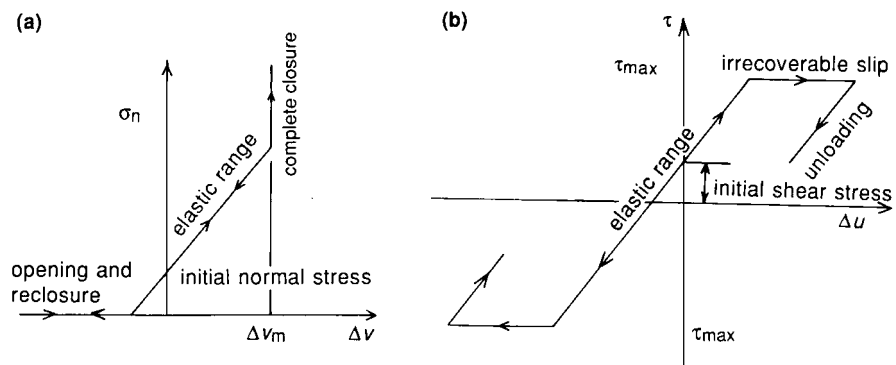 (a)
σn
elastic range
complete closure
opening and
reclosure
initial normal stress
Δvm
Δv
(b)
τ
τmax
irrecoverable slip
unloading
elastic range
initial shear stress
Δu
τmax